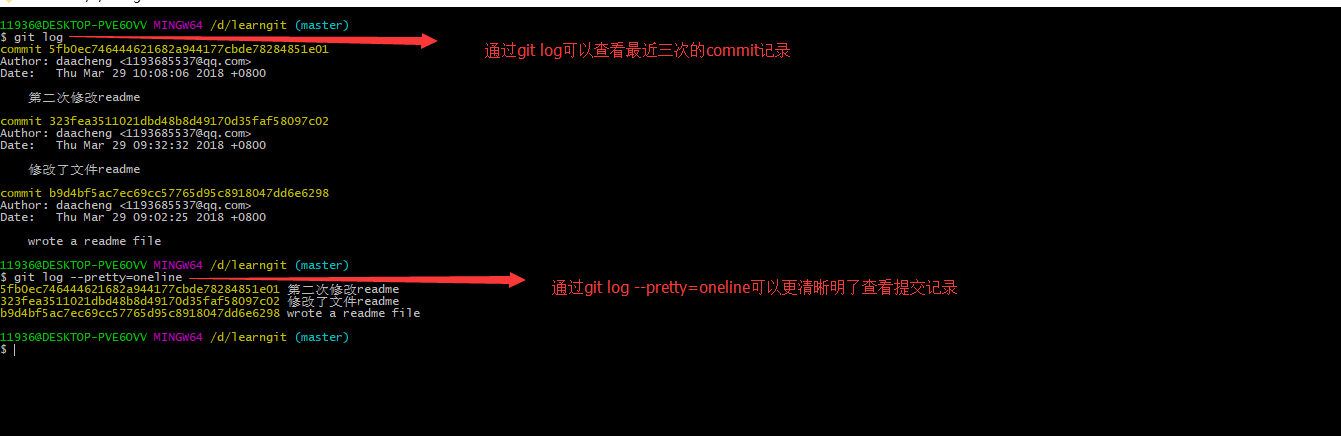 11936@DESKTOP-PVE6OVV MINGW64 /d/learngit (master)
$ git log
通过git log可以查看最近三次的commit记录
commit 5fb0ec746444621682a944177cbde78284851e01
Author: daacheng <1193685537@qq.com>
Date:   Thu Mar 29 10:08:06 2018 +0800
第二次修改readme
commit 323fea3511021dbd48b8d49170d35faf58097c02
Author: daacheng <1193685537@qq.com>
Date:   Thu Mar 29 09:32:32 2018 +0800
修改了文件readme
commit b9d4bf5ac7ec69cc57765d95c8918047dd6e6298
Author: daacheng <1193685537@qq.com>
Date:   Thu Mar 29 09:02:25 2018 +0800
wrote a readme file
11936@DESKTOP-PVE6OVV MINGW64 /d/learngit (master)
$ git log --pretty=oneline
通过git log --pretty=oneline可以更清晰明了查看提交记录
5fb0ec746444621682a944177cbde78284851e01 第二次修改readme
323fea3511021dbd48b8d49170d35faf58097c02 修改了文件readme
b9d4bf5ac7ec69cc57765d95c8918047dd6e6298 wrote a readme file
11936@DESKTOP-PVE6OVV MINGW64 /d/learngit (master)
$